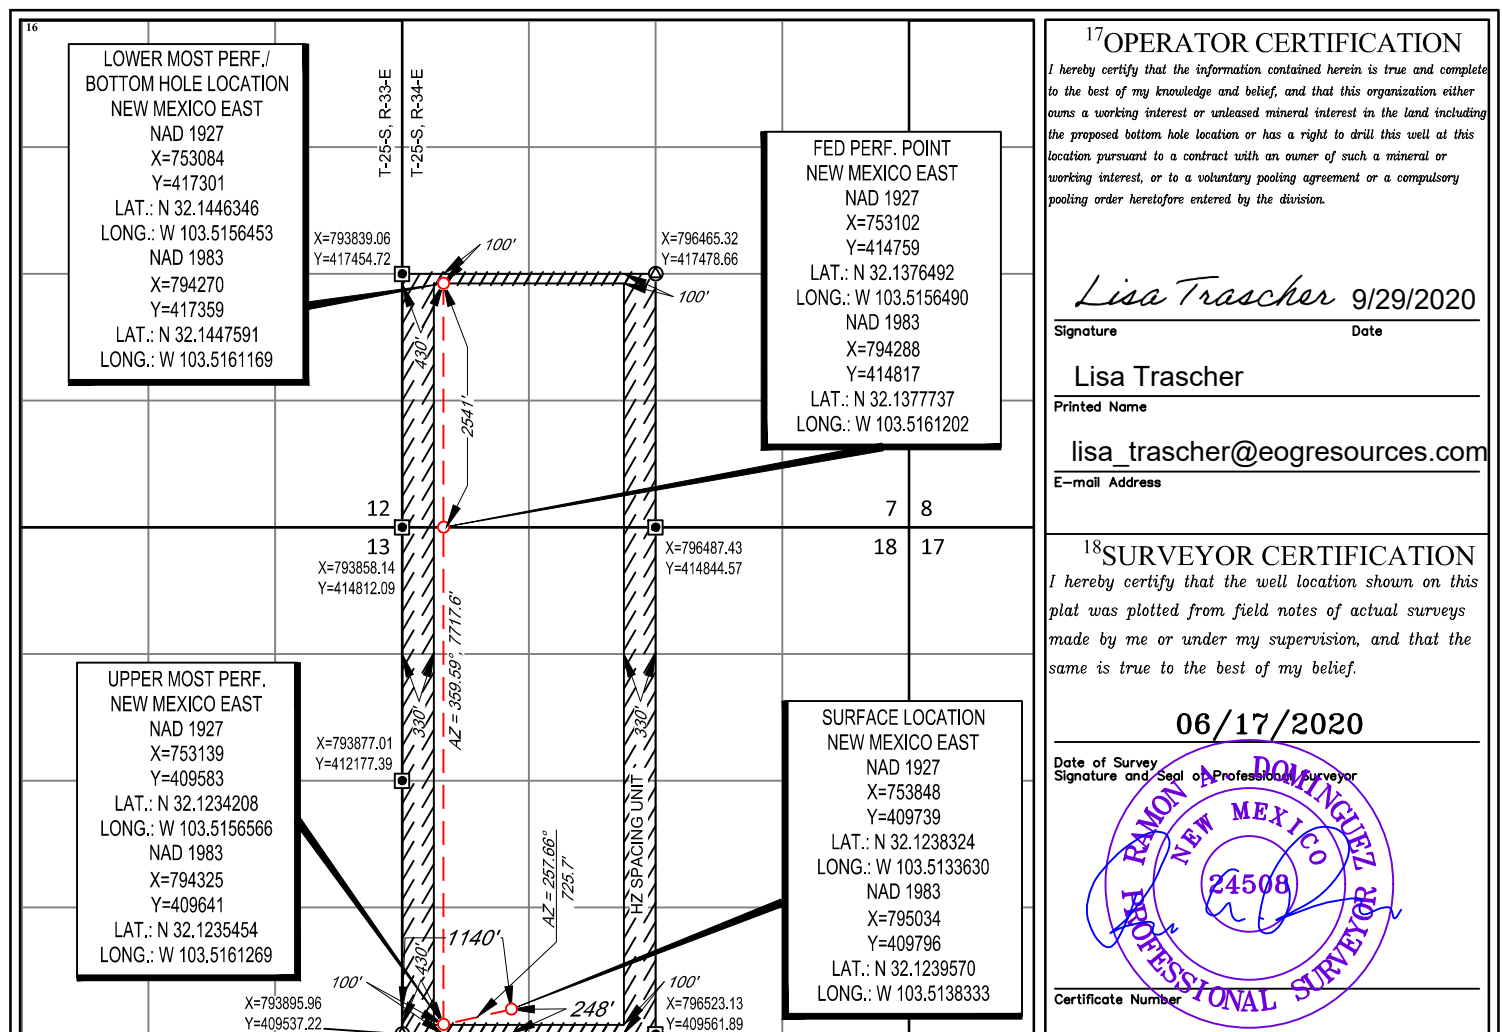 16
LOWER MOST PERF./
BOTTOM HOLE LOCATION
NEW MEXICO EAST
NAD 1927
X=753084
Y=417301
LAT.: N 32.1446346
LONG.: W 103.5156453
NAD 1983
X=794270
Y=417359
LAT.: N 32.1447591
LONG.: W 103.5161169
T-25-S, R-33-E
T-25-S, R-34-E
X=793839.06
Y=417454.72
100'
X=796465.32
Y=417478.66
100'
430'
2541'
FED PERF. POINT
NEW MEXICO EAST
NAD 1927
X=753102
Y=414759
LAT.: N 32.1376492
LONG.: W 103.5156490
NAD 1983
X=794288
Y=414817
LAT.: N 32.1377737
LONG.: W 103.5161202
12
13
7
8
18
17
X=793858.14
Y=414812.09
X=796487.43
Y=414844.57
AZ = 359.59°, 7717.6'
330'
330'
X=793877.01
Y=412177.39
UPPER MOST PERF.
NEW MEXICO EAST
NAD 1927
X=753139
Y=409583
LAT.: N 32.1234208
LONG.: W 103.5156566
NAD 1983
X=794325
Y=409641
LAT.: N 32.1235454
LONG.: W 103.5161269
SURFACE LOCATION
NEW MEXICO EAST
NAD 1927
X=753848
Y=409739
LAT.: N 32.1238324
LONG.: W 103.5133630
NAD 1983
X=795034
Y=409796
LAT.: N 32.1239570
LONG.: W 103.5138333
HZ SPACING UNIT
AZ = 257.66°
725.7'
1140'
430'
100'
248'
100'
X=793895.96
Y=409537.22
X=796523.13
Y=409561.89
17OPERATOR CERTIFICATION
I hereby certify that the information contained herein is true and complete
to the best of my knowledge and belief, and that this organization either
owns a working interest or unleased mineral interest in the land including
the proposed bottom hole location or has a right to drill this well at this
location pursuant to a contract with an owner of such a mineral or
working interest, or to a voluntary pooling agreement or a compulsory
pooling order heretofore entered by the division.
Lisa Trascher 9/29/2020
Signature Date
Lisa Trascher
Printed Name
lisa_trascher@eogresources.com
E-mail Address
18SURVEYOR CERTIFICATION
I hereby certify that the well location shown on this
plat was plotted from field notes of actual surveys
made by me or under my supervision, and that the
same is true to the best of my belief.
06/17/2020
Date of Survey
Signature and Seal of Professional Surveyor
RAMON A. DOMINGUEZ
NEW MEXICO
24508
PROFESSIONAL SURVEYOR
Certificate Number